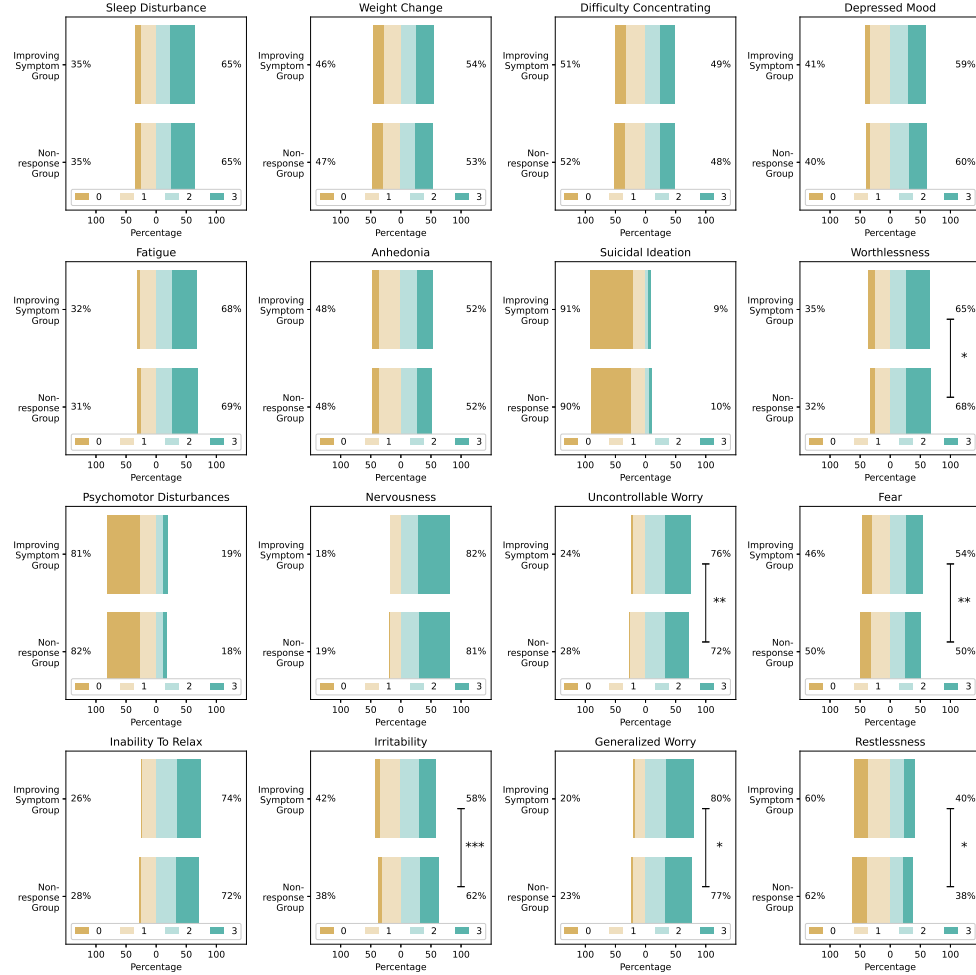 Sleep Disturbance
Improving
Symptom
Group
35%
65%
Non-
response
Group
35%
65%
0 1 2 3
100 50 0 50 100
Percentage
Weight Change
Improving
Symptom
Group
46%
54%
Non-
response
Group
47%
53%
0 1 2 3
100 50 0 50 100
Percentage
Difficulty Concentrating
Improving
Symptom
Group
51%
49%
Non-
response
Group
52%
48%
0 1 2 3
100 50 0 50 100
Percentage
Depressed Mood
Improving
Symptom
Group
41%
59%
Non-
response
Group
40%
60%
0 1 2 3
100 50 0 50 100
Percentage
Fatigue
Improving
Symptom
Group
32%
68%
Non-
response
Group
31%
69%
0 1 2 3
100 50 0 50 100
Percentage
Anhedonia
Improving
Symptom
Group
48%
52%
Non-
response
Group
48%
52%
0 1 2 3
100 50 0 50 100
Percentage
Suicidal Ideation
Improving
Symptom
Group
91%
9%
Non-
response
Group
90%
10%
0 1 2 3
100 50 0 50 100
Percentage
Worthlessness
Improving
Symptom
Group
35%
65%
*
Non-
response
Group
32%
68%
0 1 2 3
100 50 0 50 100
Percentage
Psychomotor Disturbances
Improving
Symptom
Group
81%
19%
Non-
response
Group
82%
18%
0 1 2 3
100 50 0 50 100
Percentage
Nervousness
Improving
Symptom
Group
18%
82%
Non-
response
Group
19%
81%
0 1 2 3
100 50 0 50 100
Percentage
Uncontrollable Worry
Improving
Symptom
Group
24%
76%
**
Non-
response
Group
28%
72%
0 1 2 3
100 50 0 50 100
Percentage
Fear
Improving
Symptom
Group
46%
54%
**
Non-
response
Group
50%
50%
0 1 2 3
100 50 0 50 100
Percentage
Inability To Relax
Improving
Symptom
Group
26%
74%
Non-
response
Group
28%
72%
0 1 2 3
100 50 0 50 100
Percentage
Irritability
Improving
Symptom
Group
42%
58%
***
Non-
response
Group
38%
62%
0 1 2 3
100 50 0 50 100
Percentage
Generalized Worry
Improving
Symptom
Group
20%
80%
*
Non-
response
Group
23%
77%
0 1 2 3
100 50 0 50 100
Percentage
Restlessness
Improving
Symptom
Group
60%
40%
*
Non-
response
Group
62%
38%
0 1 2 3
100 50 0 50 100
Percentage